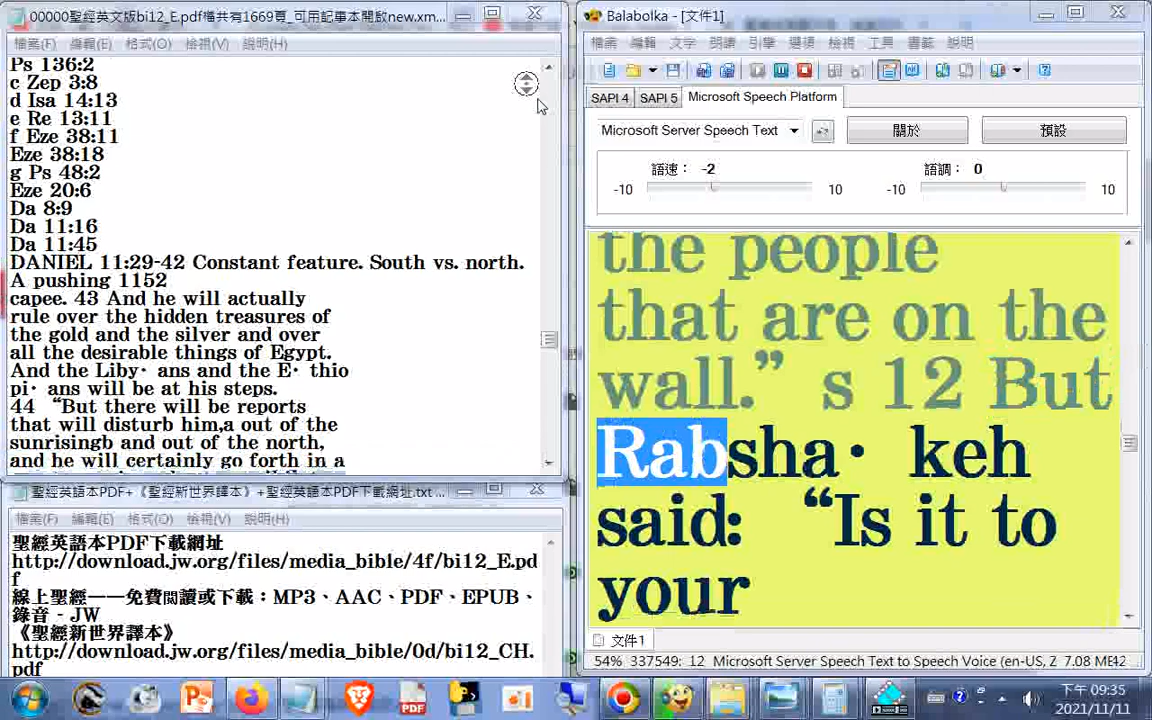 00000聖經英文版bi12_E.pdf檔共有1669頁_可用記事本開啟new.xm...
檔案(F) 編輯(E) 格式(O) 檢視(V) 說明(H)
Ps 136:2
c Zep 3:8
d Isa 14:13
e Re 13:11
f Eze 38:11
Eze 38:18
g Ps 48:2
Eze 20:6
Da 8:9
Da 11:16
Da 11:45
DANIEL 11:29-42 Constant feature. South vs. north.
A pushing 1152
capee. 43 And he will actually
rule over the hidden treasures of
the gold and the silver and over
all the desirable things of Egypt.
And the Liby· ans and the E· thio
pi· ans will be at his steps.
44 “But there will be reports
that will disturb him,a out of the
sunrisingb and out of the north,
and he will certainly go forth in a
聖經英語本PDF+《聖經新世界譯本》+聖經英語本PDF下載網址.txt ...
檔案(F) 編輯(E) 格式(O) 檢視(V) 說明(H)
聖經英語本PDF下載網址
http://download.jw.org/files/media_bible/4f/bi12_E.pd
f
線上聖經——免費閱讀或下載：MP3、AAC、PDF、EPUB、
錄音 - JW
《聖經新世界譯本》
http://download.jw.org/files/media_bible/0d/bi12_CH.
pdf
Balabolka - [文件1]
檔案 編輯 文字 朗讀 引擎 選項 檢視 工具 書籤 說明
SAPI 4 SAPI 5 Microsoft Speech Platform
Microsoft Server Speech Text 關於 預設
語速： -2 語調： 0
-10 10 -10 10
the people
that are on the
wall.” s 12 But
Rabsha· keh
said: “Is it to
your
文件1
54% 337549: 12 Microsoft Server Speech Text to Speech Voice (en-US, Z 7.08 ME42
下午 09:35
2021/11/11